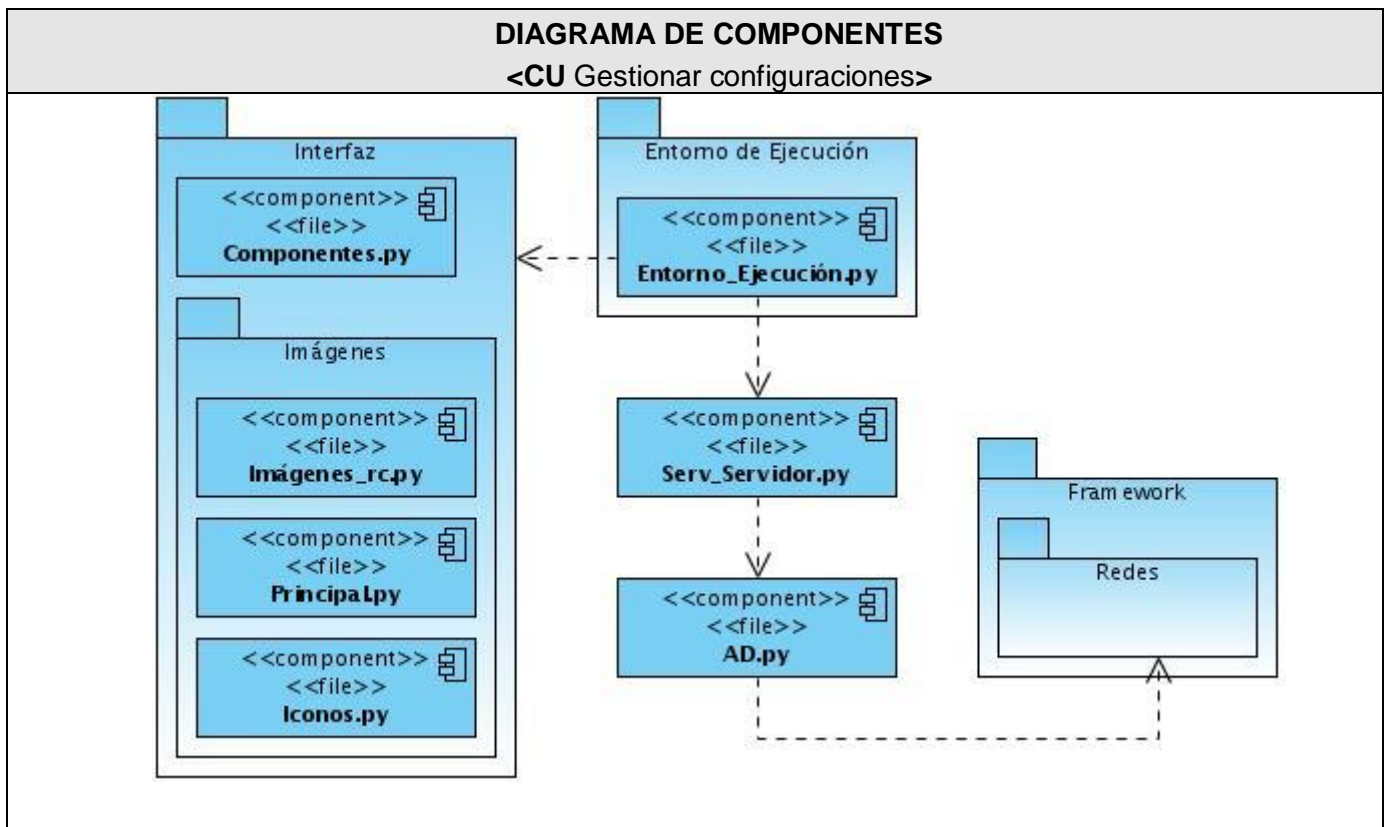 DIAGRAMA DE COMPONENTES
<CU Gestionar configuraciones>
Interfaz
<<component>>
<<file>>
Componentes.py
Imágenes
<<component>>
<<file>>
Imágenes_rc.py
<<component>>
<<file>>
Principal.py
<<component>>
<<file>>
Iconos.py
Entorno de Ejecución
<<component>>
<<file>>
Entorno_Ejecución.py
<<component>>
<<file>>
Serv_Servidor.py
<<component>>
<<file>>
AD.py
Framework
Redes